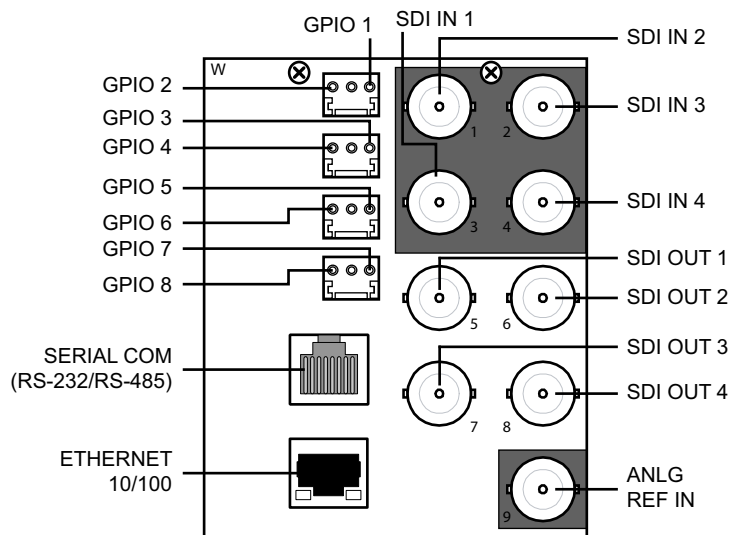 GPIO 1
SDI IN 1
SDI IN 2
W
GPIO 2
GPIO 3
GPIO 4
GPIO 5
GPIO 6
GPIO 7
GPIO 8
1
2
SDI IN 3
3
4
SDI IN 4
SDI OUT 1
5
6
SDI OUT 2
SDI OUT 3
7
8
SDI OUT 4
SERIAL COM
(RS-232/RS-485)
ETHERNET
10/100
9
ANLG
REF IN